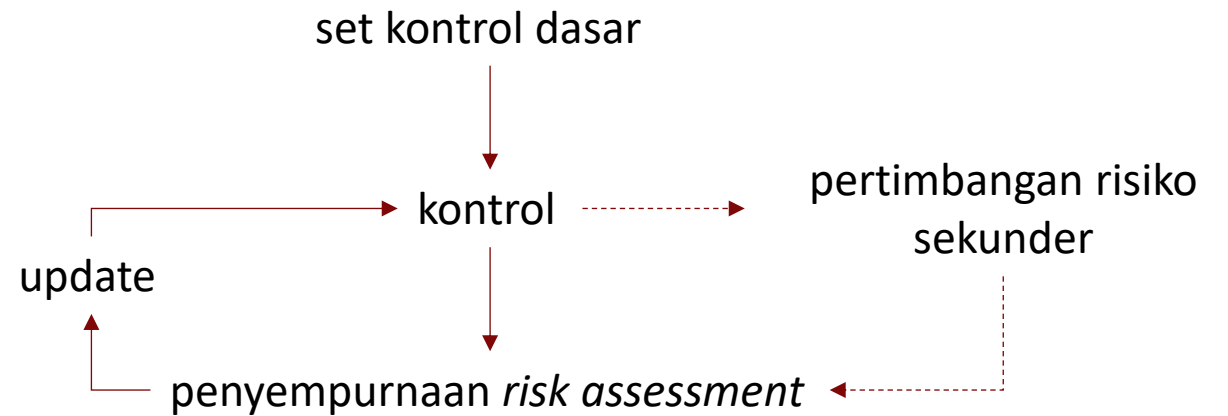 set kontrol dasar
kontrol
pertimbangan risiko
sekunder
update
penyempurnaan risk assessment